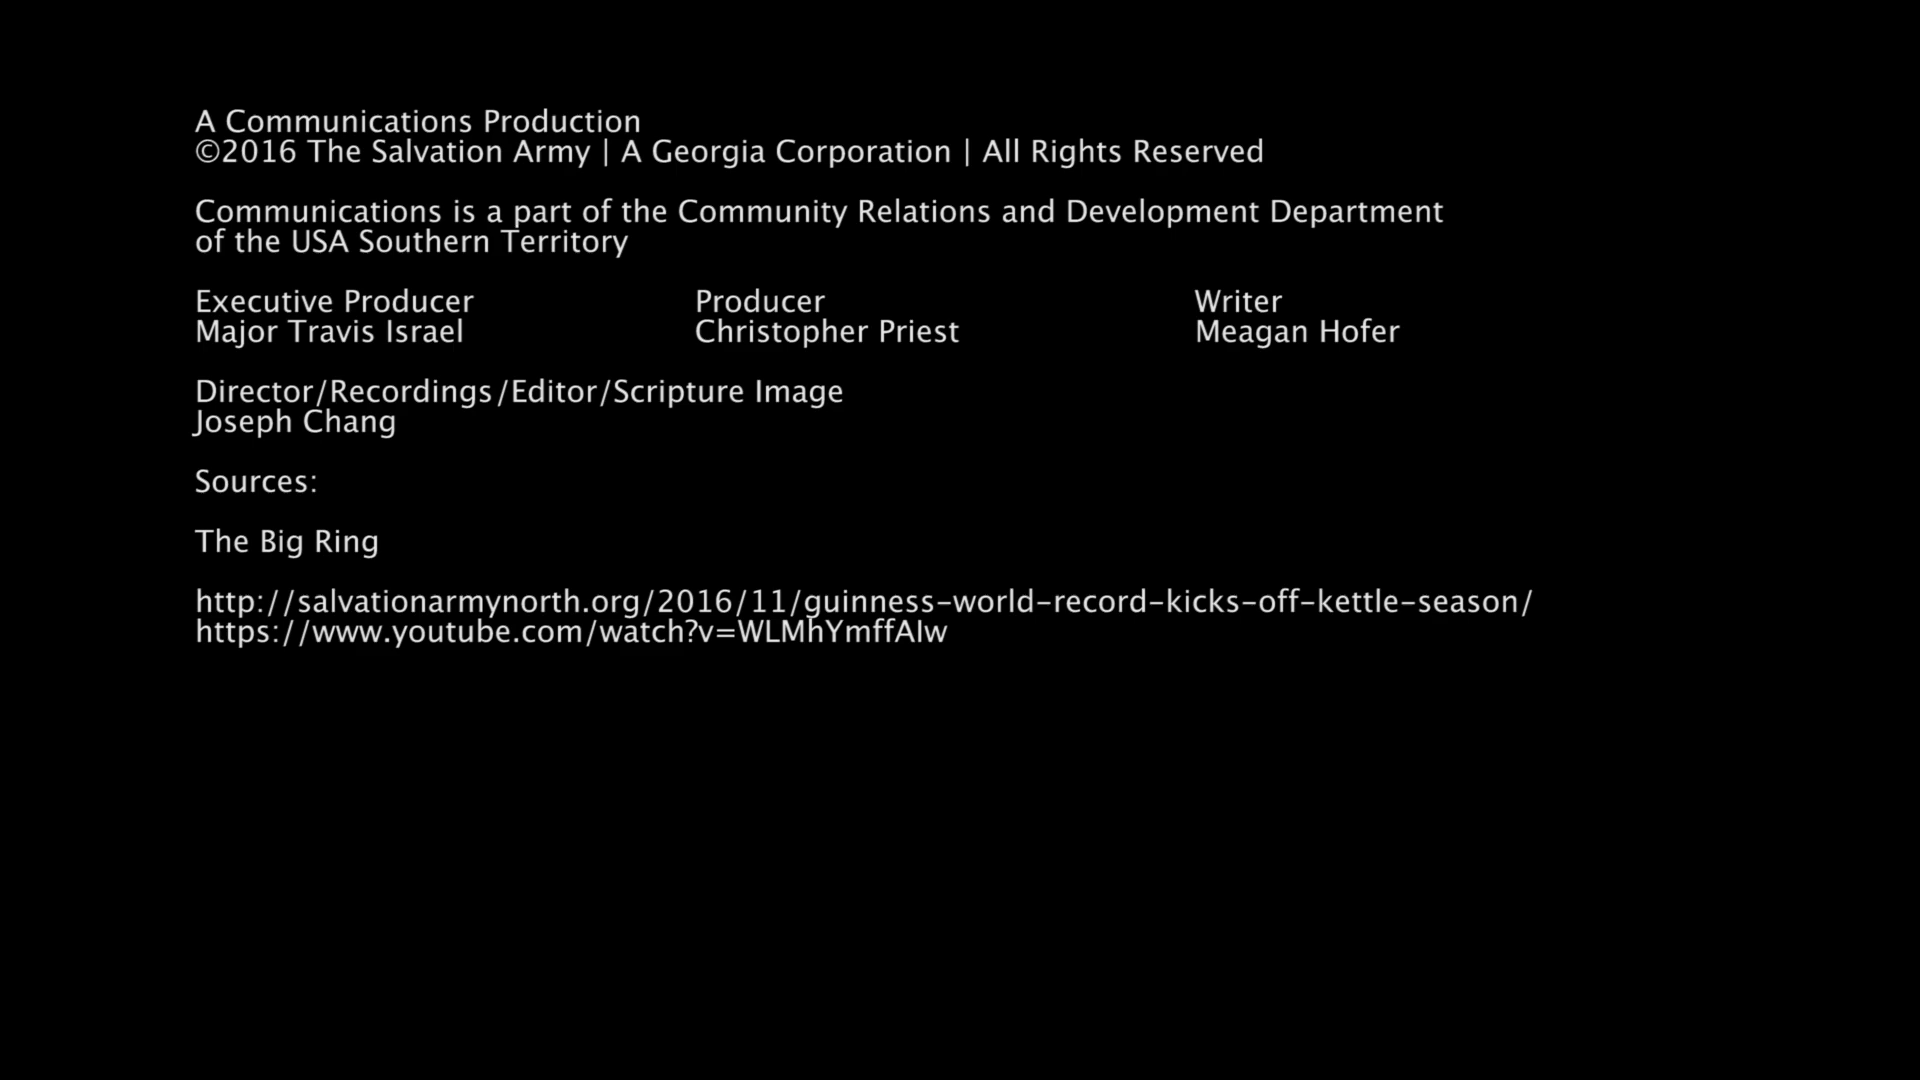 A Communications Production
©2016 The Salvation Army | A Georgia Corporation | All Rights Reserved
Communications is a part of the Community Relations and Development Department
of the USA Southern Territory
Executive Producer Producer Writer
Major Travis Israel Christopher Priest Meagan Hofer
Director/Recordings/Editor/Scripture Image
Joseph Chang
Sources:
The Big Ring
http://salvationarmynorth.org/2016/11/guinness-world-record-kicks-off-kettle-season/
https://www.youtube.com/watch?v=WLMhYmffAIw